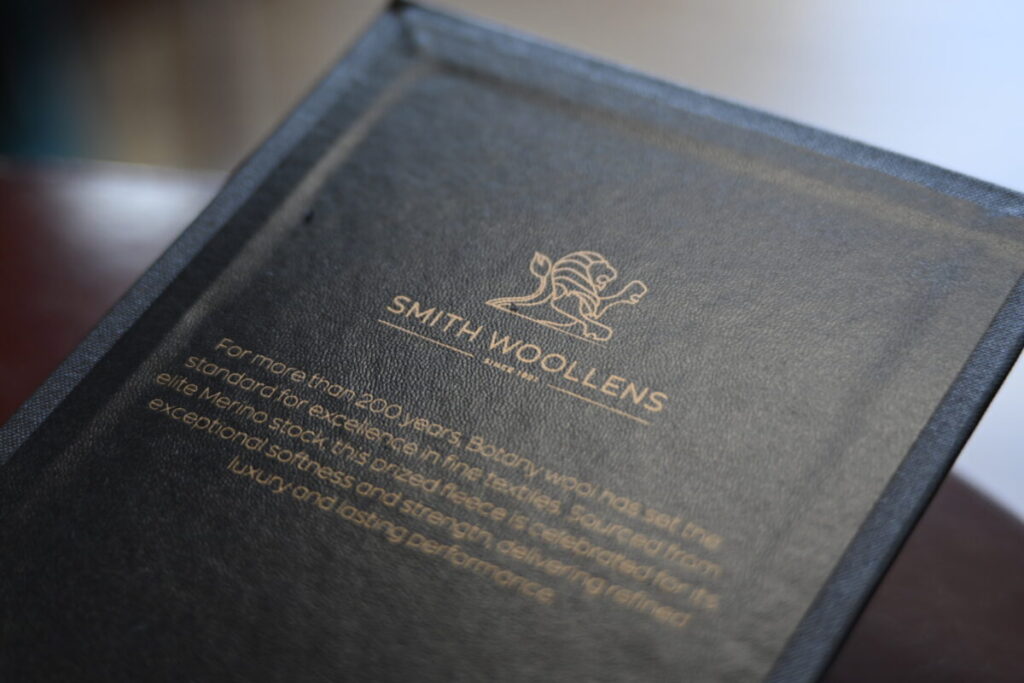 SMITH WOOLLENS
For more than 200 years, Botany wool has set the
standard for excellence in fine textiles. Sourced from
elite Merino stock, this prized fleece is celebrated for its
exceptional softness and strength, delivering refined
luxury and lasting performance.